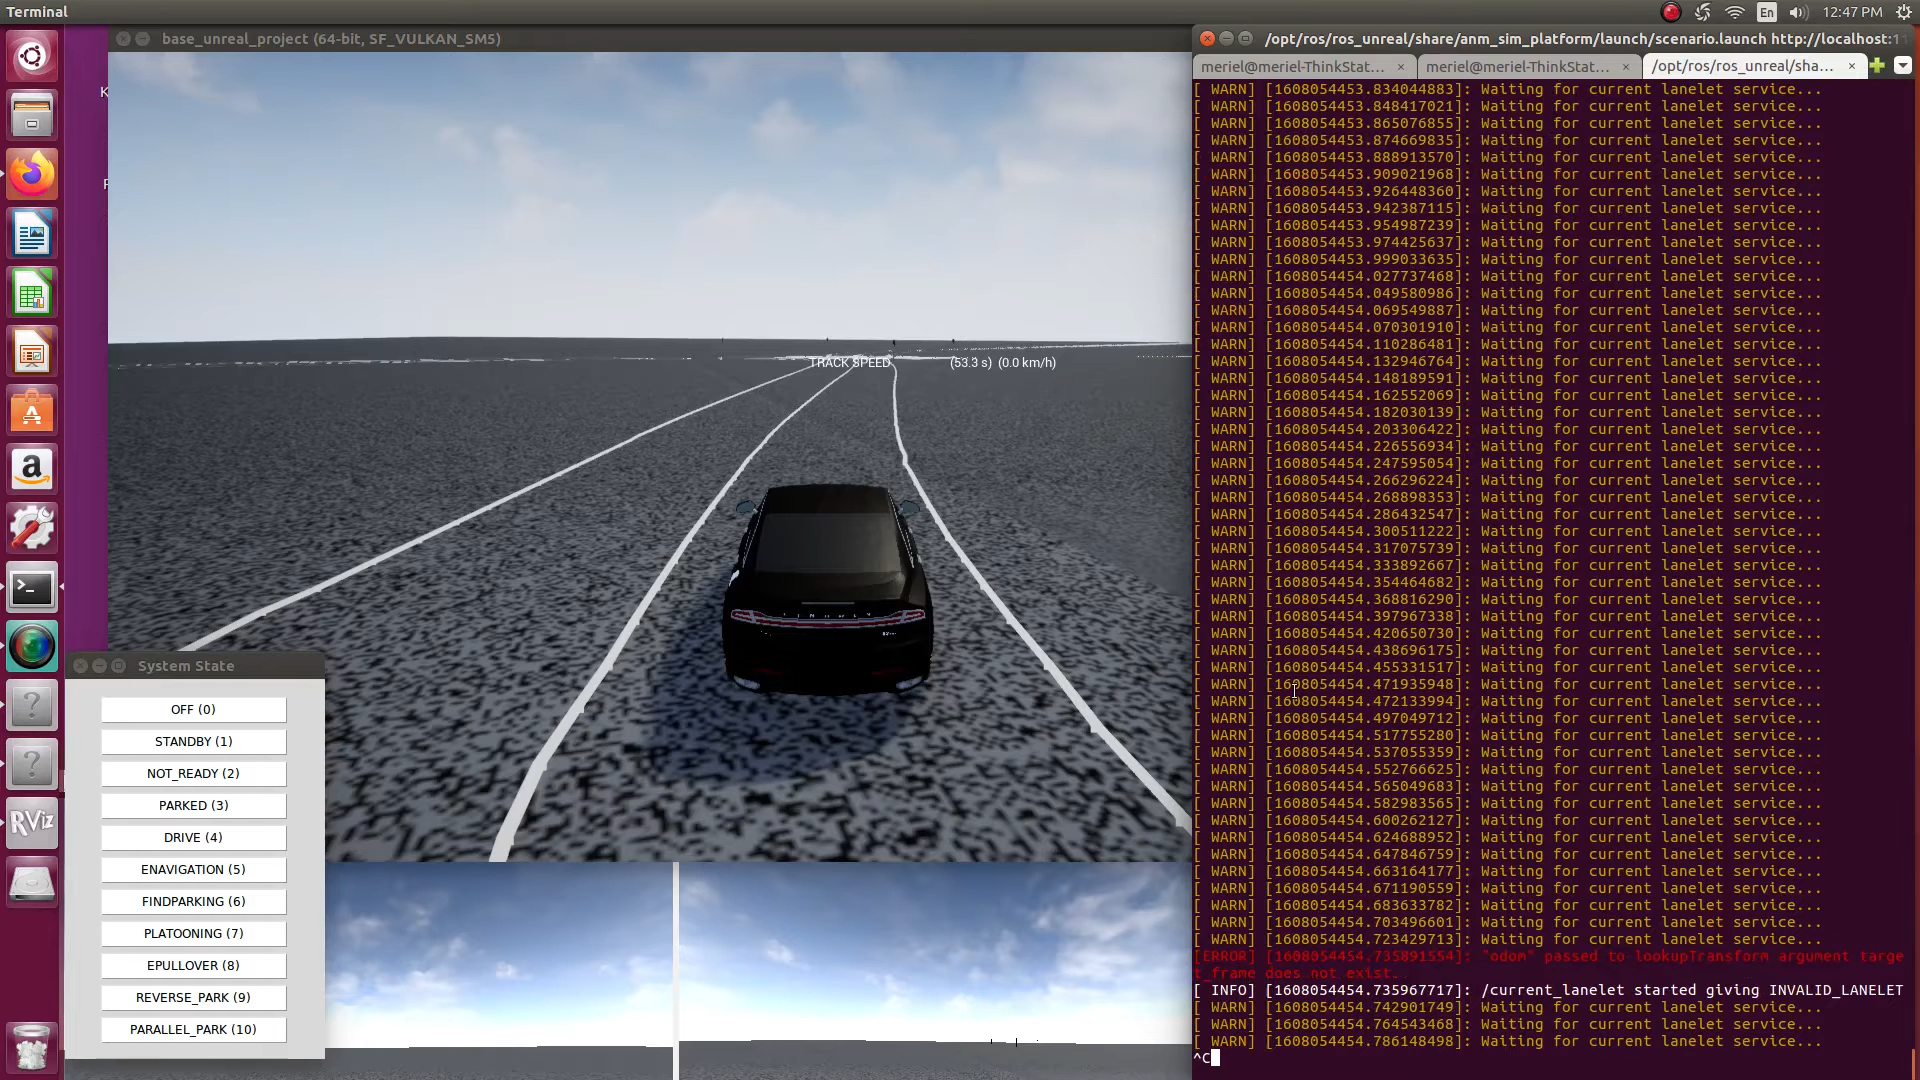 Terminal
En
12:47 PM
base_unreal_project (64-bit, SF_VULKAN_SM5)
TRACK SPEED (53.3 s) (0.0 km/h)
System State
OFF (0)
STANDBY (1)
NOT_READY (2)
PARKED (3)
DRIVE (4)
ENAVIGATION (5)
FINDPARKING (6)
PLATOONING (7)
EPULLOVER (8)
REVERSE_PARK (9)
PARALLEL_PARK (10)
RViz
/opt/ros/ros_unreal/share/anm_sim_platform/launch/scenario.launch http://localhost:1
meriel@meriel-ThinkStat... meriel@meriel-ThinkStat... /opt/ros/ros_unreal/sha...
[ WARN] [1608054453.834044883]: Waiting for current lanelet service...
[ WARN] [1608054453.848417021]: Waiting for current lanelet service...
[ WARN] [1608054453.865076855]: Waiting for current lanelet service...
[ WARN] [1608054453.874669835]: Waiting for current lanelet service...
[ WARN] [1608054453.888913570]: Waiting for current lanelet service...
[ WARN] [1608054453.909021968]: Waiting for current lanelet service...
[ WARN] [1608054453.926448360]: Waiting for current lanelet service...
[ WARN] [1608054453.942387115]: Waiting for current lanelet service...
[ WARN] [1608054453.954987239]: Waiting for current lanelet service...
[ WARN] [1608054453.974425637]: Waiting for current lanelet service...
[ WARN] [1608054453.999033635]: Waiting for current lanelet service...
[ WARN] [1608054454.027737468]: Waiting for current lanelet service...
[ WARN] [1608054454.049580986]: Waiting for current lanelet service...
[ WARN] [1608054454.069549887]: Waiting for current lanelet service...
[ WARN] [1608054454.070301910]: Waiting for current lanelet service...
[ WARN] [1608054454.110286481]: Waiting for current lanelet service...
[ WARN] [1608054454.132946764]: Waiting for current lanelet service...
[ WARN] [1608054454.148189591]: Waiting for current lanelet service...
[ WARN] [1608054454.162552069]: Waiting for current lanelet service...
[ WARN] [1608054454.182030139]: Waiting for current lanelet service...
[ WARN] [1608054454.203306422]: Waiting for current lanelet service...
[ WARN] [1608054454.226556934]: Waiting for current lanelet service...
[ WARN] [1608054454.247595054]: Waiting for current lanelet service...
[ WARN] [1608054454.266296224]: Waiting for current lanelet service...
[ WARN] [1608054454.268898353]: Waiting for current lanelet service...
[ WARN] [1608054454.286432547]: Waiting for current lanelet service...
[ WARN] [1608054454.300511222]: Waiting for current lanelet service...
[ WARN] [1608054454.317075739]: Waiting for current lanelet service...
[ WARN] [1608054454.333892667]: Waiting for current lanelet service...
[ WARN] [1608054454.354464682]: Waiting for current lanelet service...
[ WARN] [1608054454.368816290]: Waiting for current lanelet service...
[ WARN] [1608054454.397967338]: Waiting for current lanelet service...
[ WARN] [1608054454.420650730]: Waiting for current lanelet service...
[ WARN] [1608054454.438696175]: Waiting for current lanelet service...
[ WARN] [1608054454.455331517]: Waiting for current lanelet service...
[ WARN] [1608054454.471935948]: Waiting for current lanelet service...
[ WARN] [1608054454.472133994]: Waiting for current lanelet service...
[ WARN] [1608054454.497049712]: Waiting for current lanelet service...
[ WARN] [1608054454.517755280]: Waiting for current lanelet service...
[ WARN] [1608054454.537055359]: Waiting for current lanelet service...
[ WARN] [1608054454.552766625]: Waiting for current lanelet service...
[ WARN] [1608054454.565049683]: Waiting for current lanelet service...
[ WARN] [1608054454.582983565]: Waiting for current lanelet service...
[ WARN] [1608054454.600262127]: Waiting for current lanelet service...
[ WARN] [1608054454.624688952]: Waiting for current lanelet service...
[ WARN] [1608054454.647846759]: Waiting for current lanelet service...
[ WARN] [1608054454.663164177]: Waiting for current lanelet service...
[ WARN] [1608054454.671190559]: Waiting for current lanelet service...
[ WARN] [1608054454.683633782]: Waiting for current lanelet service...
[ WARN] [1608054454.703496601]: Waiting for current lanelet service...
[ WARN] [1608054454.723429713]: Waiting for current lanelet service...
[ERROR] [1608054454.735891554]: "odom" passed to lookupTransform argument targe
t_frame does not exist.
[ INFO] [1608054454.735967717]: /current_lanelet started giving INVALID_LANELET
[ WARN] [1608054454.742901749]: Waiting for current lanelet service...
[ WARN] [1608054454.764543468]: Waiting for current lanelet service...
[ WARN] [1608054454.786148498]: Waiting for current lanelet service...
^C